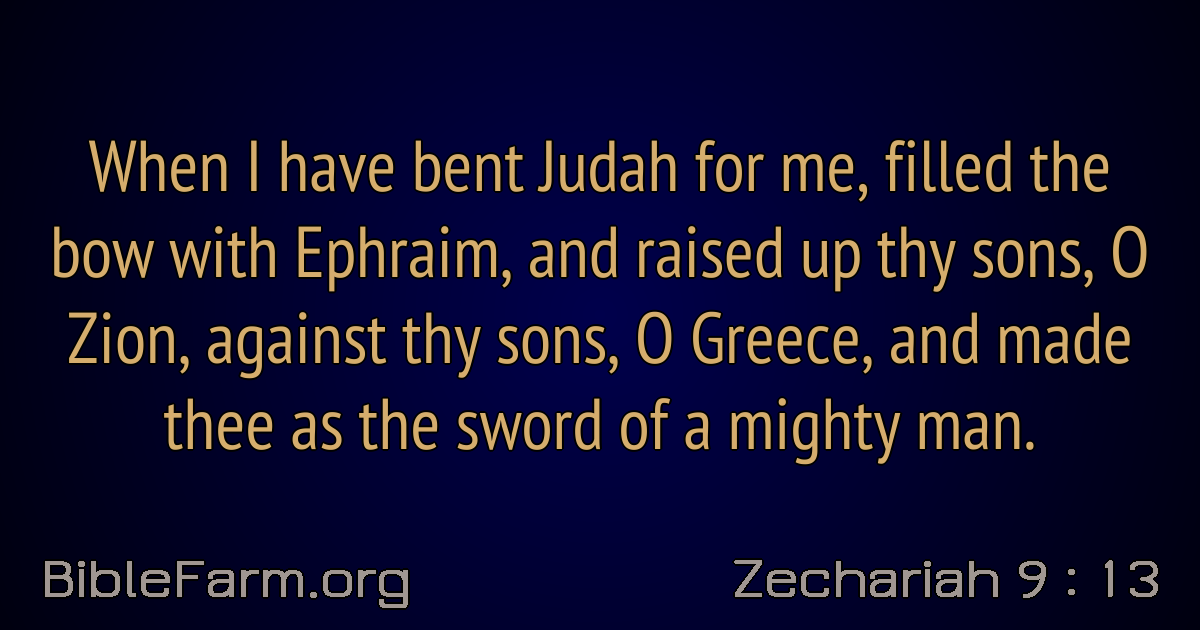 When I have bent Judah for me, filled the
bow with Ephraim, and raised up thy sons, O
Zion, against thy sons, O Greece, and made
thee as the sword of a mighty man.
BibleFarm.org
Zechariah 9 : 13